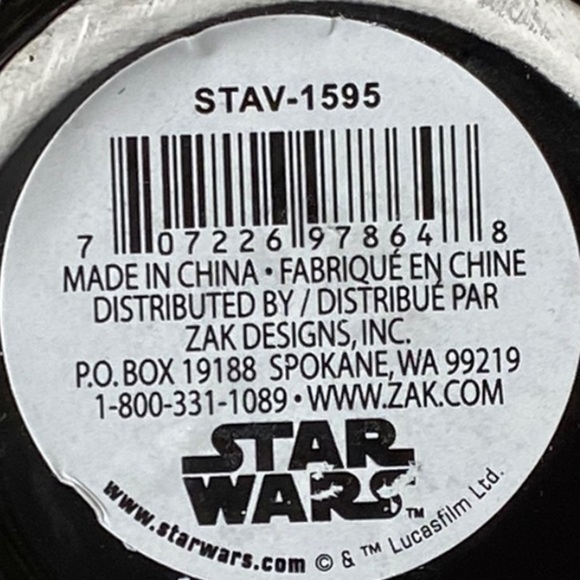 STAV-1595
7 07226 97864 8
MADE IN CHINA • FABRIQUÉ EN CHINE
DISTRIBUTED BY / DISTRIBUÉ PAR
ZAK DESIGNS, INC.
P.O. BOX 19188 SPOKANE, WA 99219
1-800-331-1089 • WWW.ZAK.COM
STAR
WARS™
www.starwars.com © & ™ Lucasfilm Ltd.